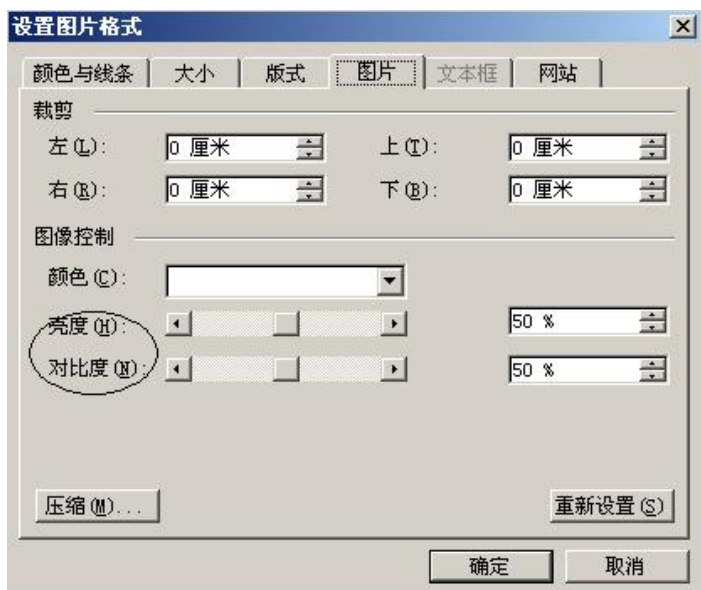 设置图片格式
颜色与线条 大小 版式 图片 文本框 网站
裁剪
左(L): 0 厘米 上(T): 0 厘米
右(R): 0 厘米 下(B): 0 厘米
图像控制
颜色(C):
亮度(H): 50 %
对比度(N): 50 %
压缩(M)... 重新设置(S)
确定 取消